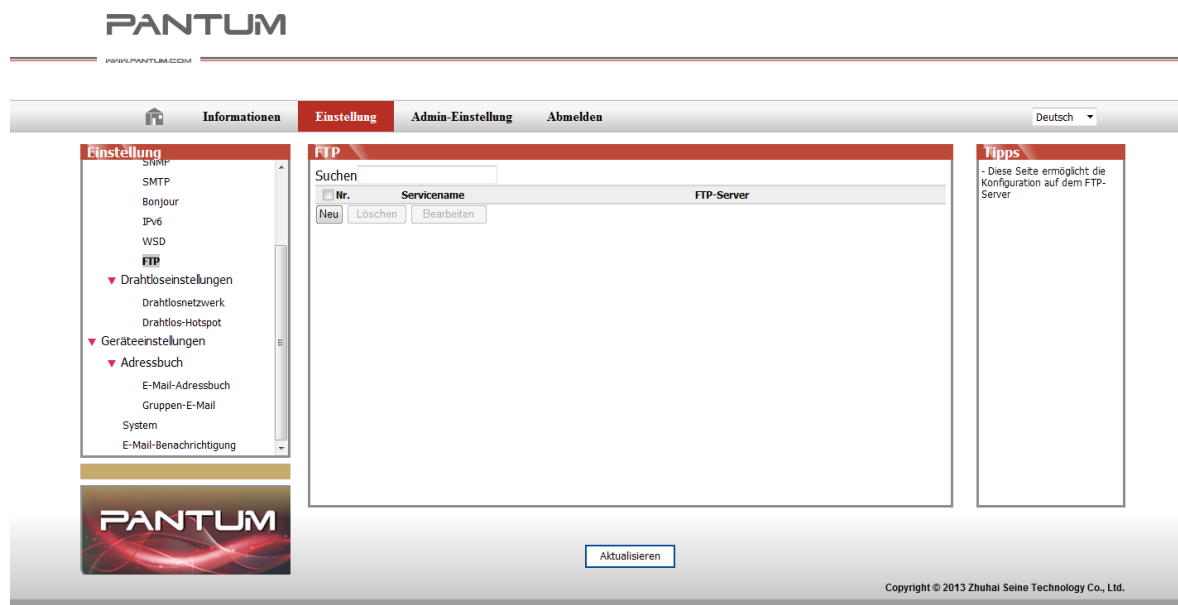 PANTUM
WWW.PANTUM.COM
Informationen
Einstellung
Admin-Einstellung
Abmelden
Deutsch
Einstellung
SNMP
SMTP
Bonjour
IPv6
WSD
FTP
Drahtloseinstellungen
Drahtlosnetzwerk
Drahtlos-Hotspot
Geräteeinstellungen
Adressbuch
E-Mail-Adressbuch
Gruppen-E-Mail
System
E-Mail-Benachrichtigung
PANTUM
FTP
Suchen
Nr. Servicename FTP-Server
Neu Löschen Bearbeiten
Tipps
- Diese Seite ermöglicht die
Konfiguration auf dem FTP-
Server
Aktualisieren
Copyright © 2013 Zhuhai Seine Technology Co., Ltd.